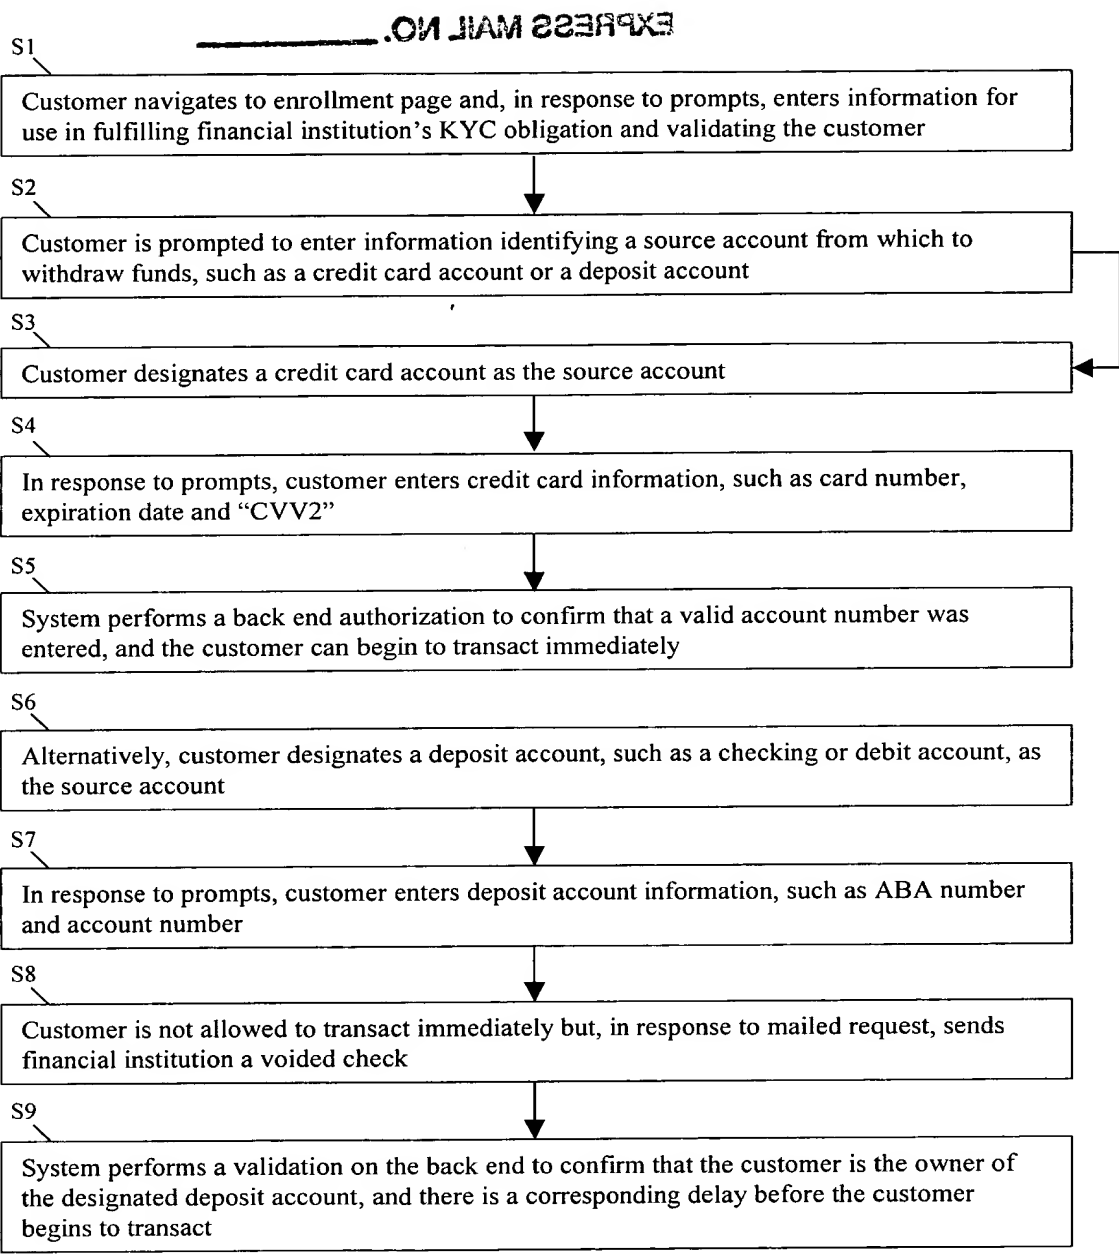 EXPRESS MAIL NO.
S1
Customer navigates to enrollment page and, in response to prompts, enters information for
use in fulfilling financial institution's KYC obligation and validating the customer
S2
Customer is prompted to enter information identifying a source account from which to
withdraw funds, such as a credit card account or a deposit account
S3
Customer designates a credit card account as the source account
S4
In response to prompts, customer enters credit card information, such as card number,
expiration date and “CVV2”
S5
System performs a back end authorization to confirm that a valid account number was
entered, and the customer can begin to transact immediately
S6
Alternatively, customer designates a deposit account, such as a checking or debit account, as
the source account
S7
In response to prompts, customer enters deposit account information, such as ABA number
and account number
S8
Customer is not allowed to transact immediately but, in response to mailed request, sends
financial institution a voided check
S9
System performs a validation on the back end to confirm that the customer is the owner of
the designated deposit account, and there is a corresponding delay before the customer
begins to transact